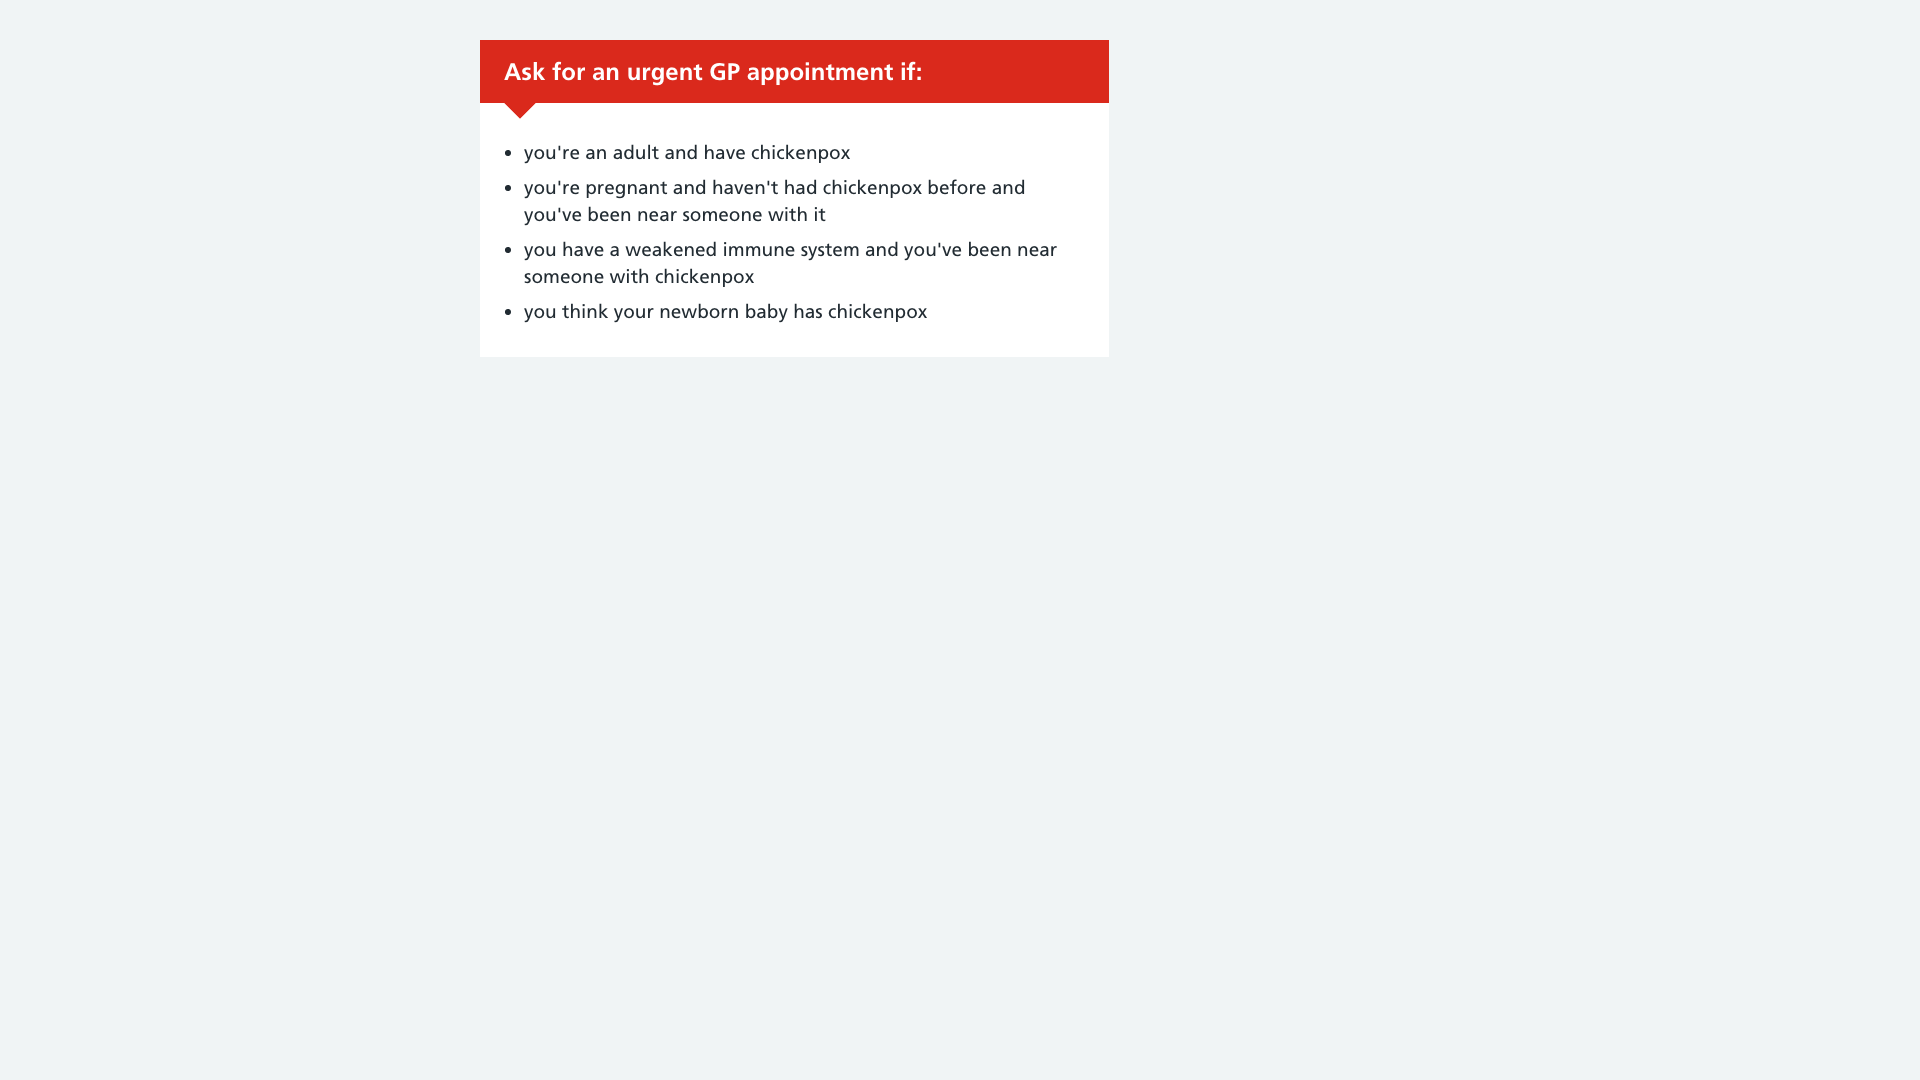 Ask for an urgent GP appointment if:
• you're an adult and have chickenpox
• you're pregnant and haven't had chickenpox before and
you've been near someone with it
• you have a weakened immune system and you've been near
someone with chickenpox
• you think your newborn baby has chickenpox